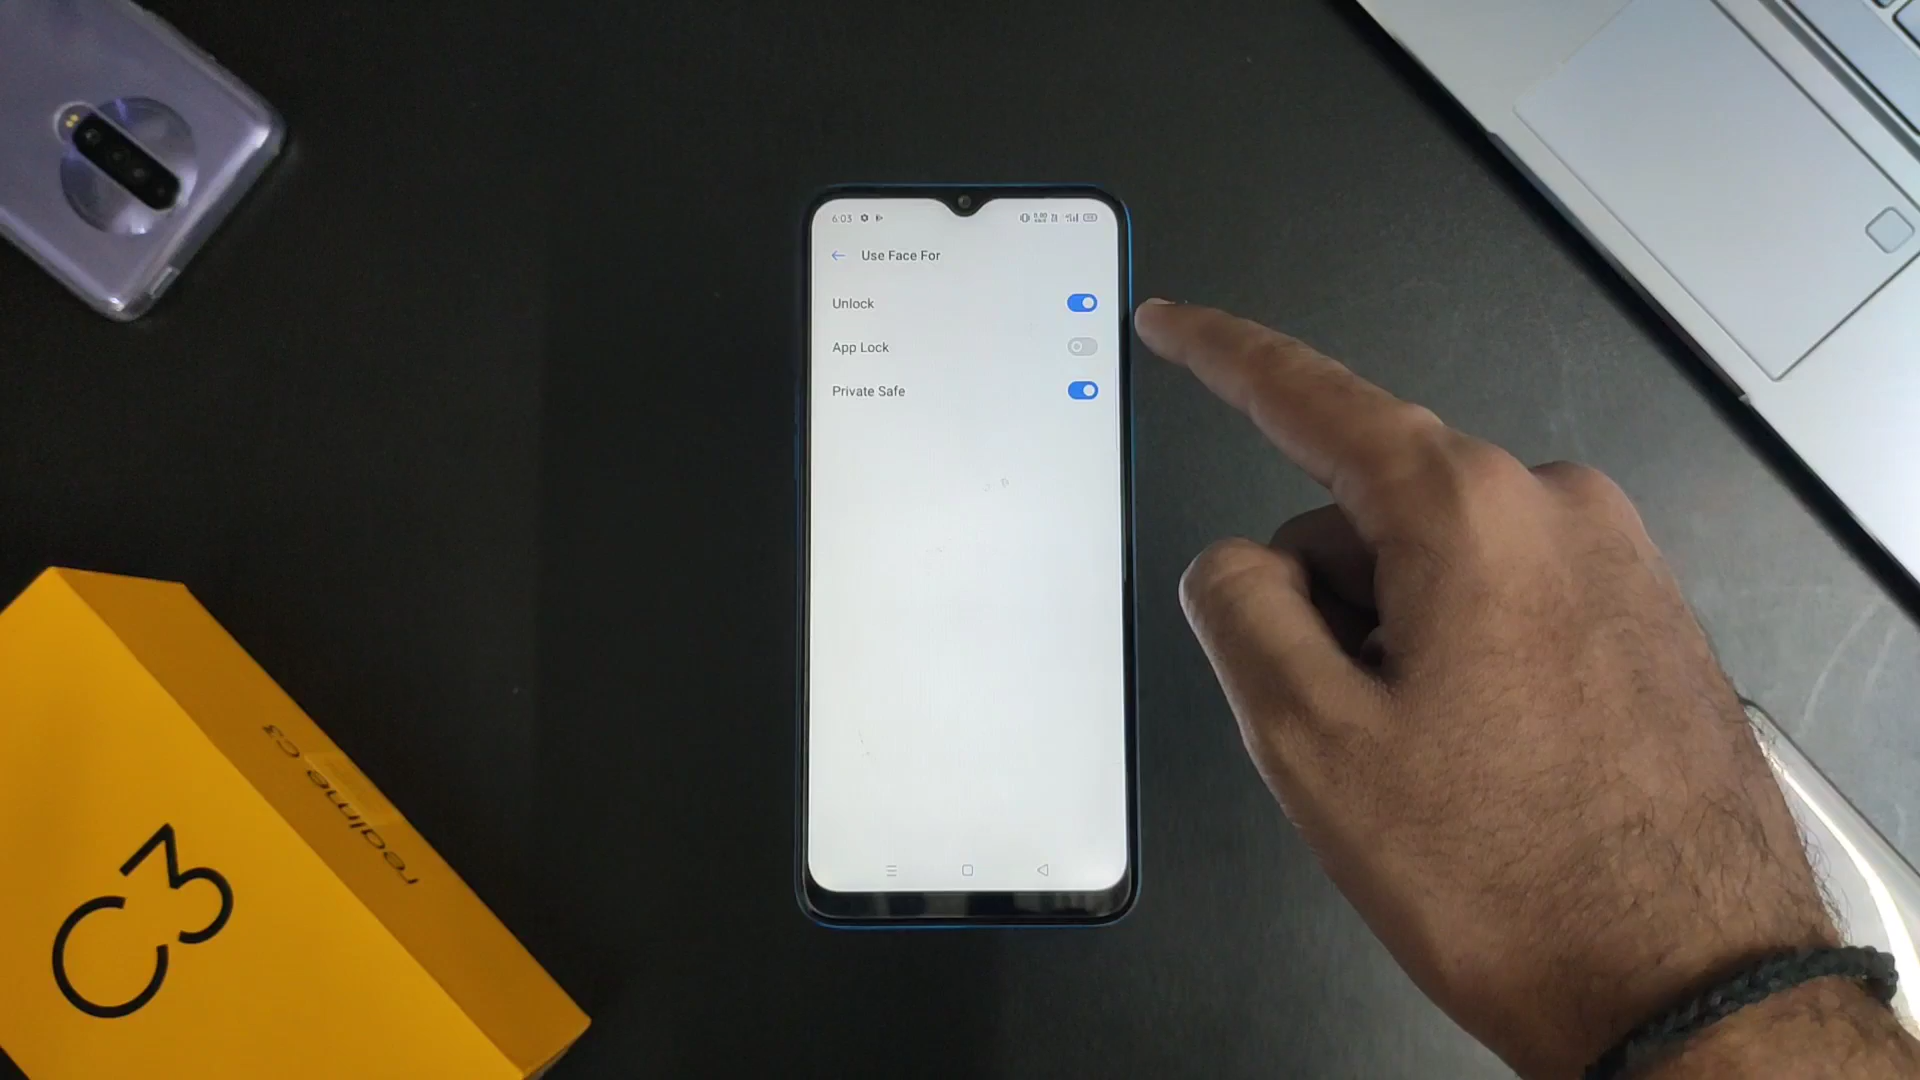 6:03
Use Face For
Unlock
App Lock
Private Safe
realme C3
C3